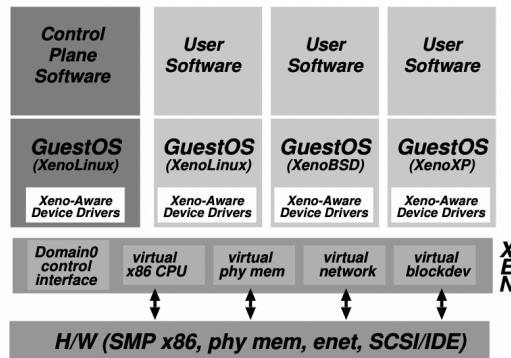 Control
Plane
Software
User
Software
User
Software
User
Software
GuestOS
(XenoLinux)
Xeno-Aware
Device Drivers
GuestOS
(XenoLinux)
Xeno-Aware
Device Drivers
GuestOS
(XenoBSD)
Xeno-Aware
Device Drivers
GuestOS
(XenoXP)
Xeno-Aware
Device Drivers
Domain0
control
interface
virtual
x86 CPU
virtual
phy mem
virtual
network
virtual
blockdev
X
E
N
H/W (SMP x86, phy mem, enet, SCSI/IDE)